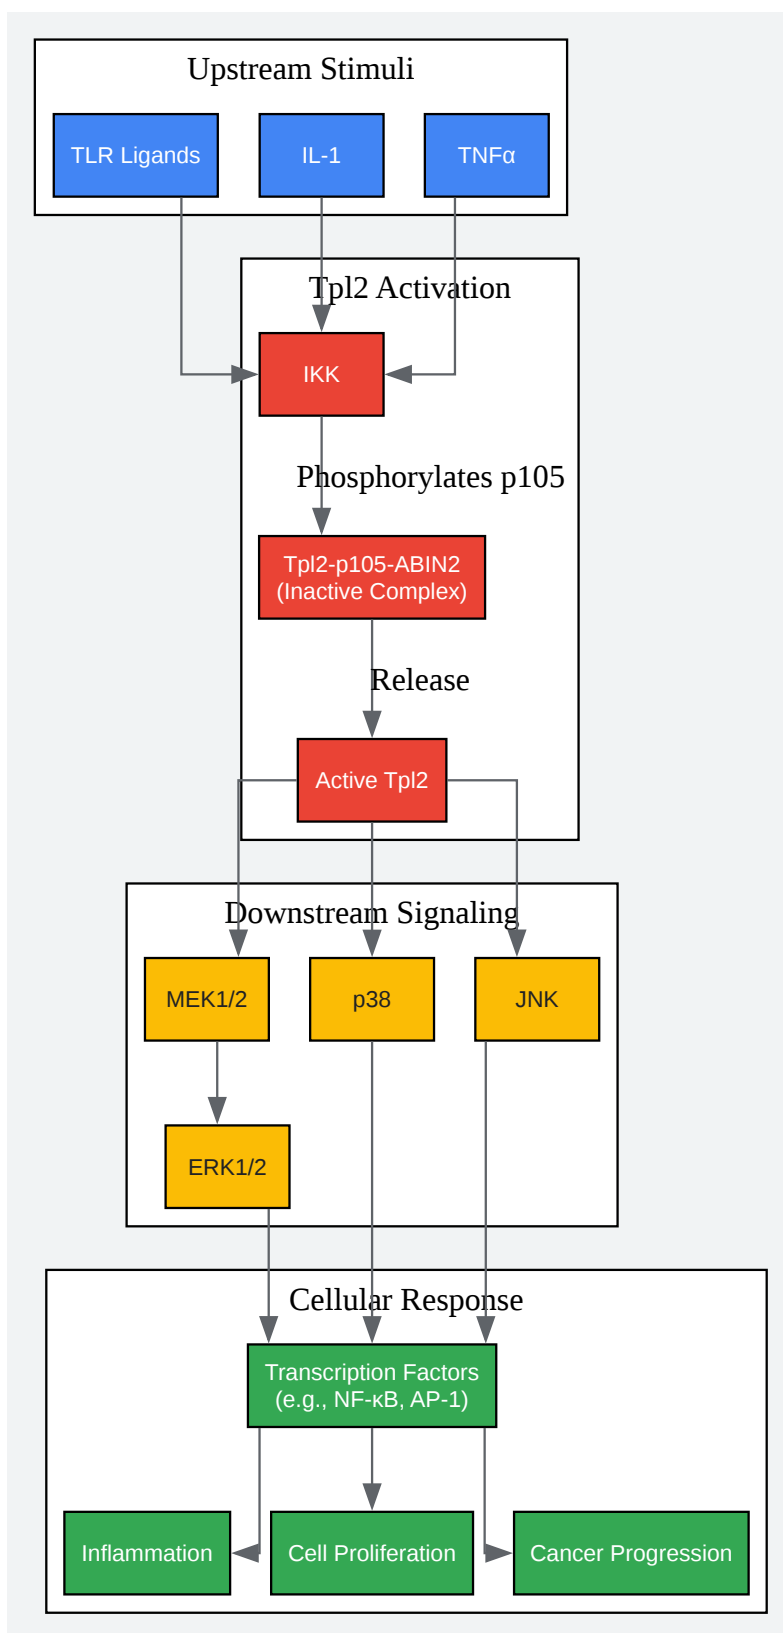 Upstream Stimuli
TLR Ligands
IL-1
TNFα
Tpl2 Activation
IKK
Phosphorylates p105
Tpl2-p105-ABIN2
(Inactive Complex)
Release
Active Tpl2
Downstream Signaling
MEK1/2
p38
JNK
ERK1/2
Cellular Response
Transcription Factors
(e.g., NF-κB, AP-1)
Inflammation
Cell Proliferation
Cancer Progression